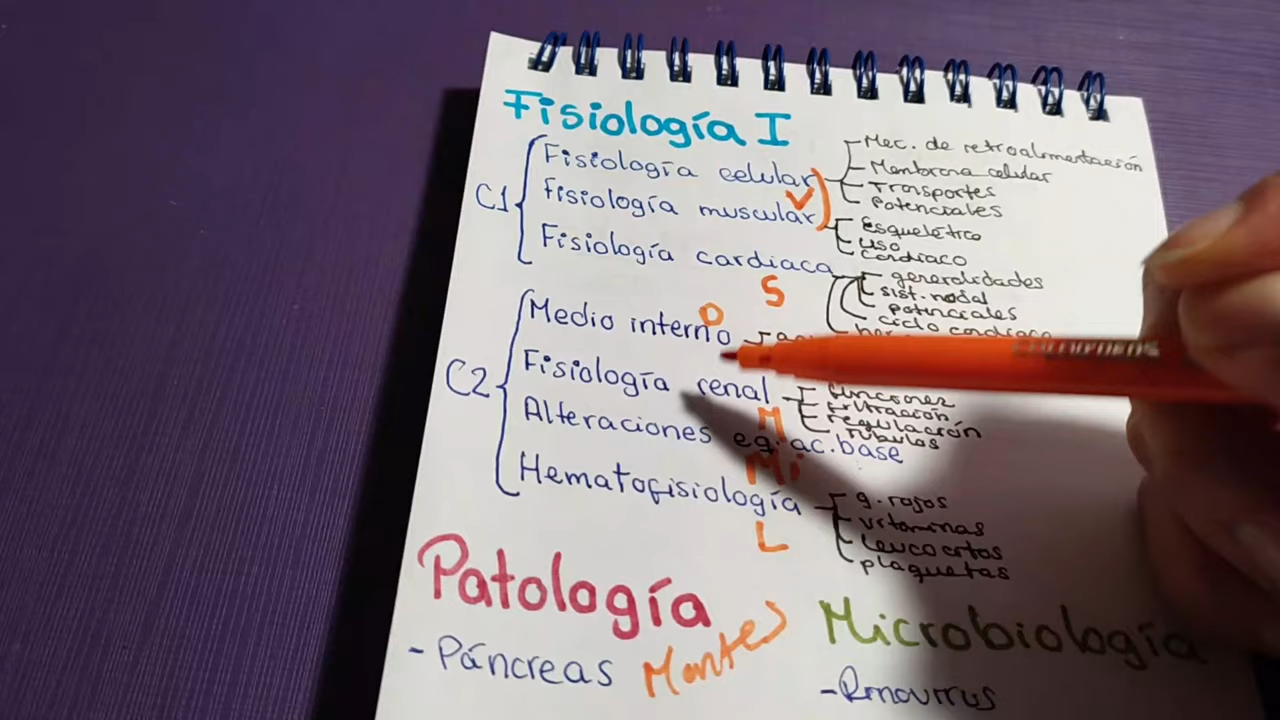 Fisiología I
C1
Fisiología celular
Mec. de retroalimentación
Membrana celular
Transportes
Potenciales
V
Fisiología muscular
Esquelético
Liso
Cardiaco
Fisiología cardiaca
generalidades
sist. nodal
potenciales
ciclo cardiaco
S
D
C2
Medio interno
Fisiología renal
funciones
filtración
regulación
túbulos
M
Alteraciones eq. ac. base
Mi
Hematofisiología
g. rojos
vitaminas
Leucocitos
plaquetas
L
Patología
-Páncreas
Martes
Microbiología
-Rinovirus